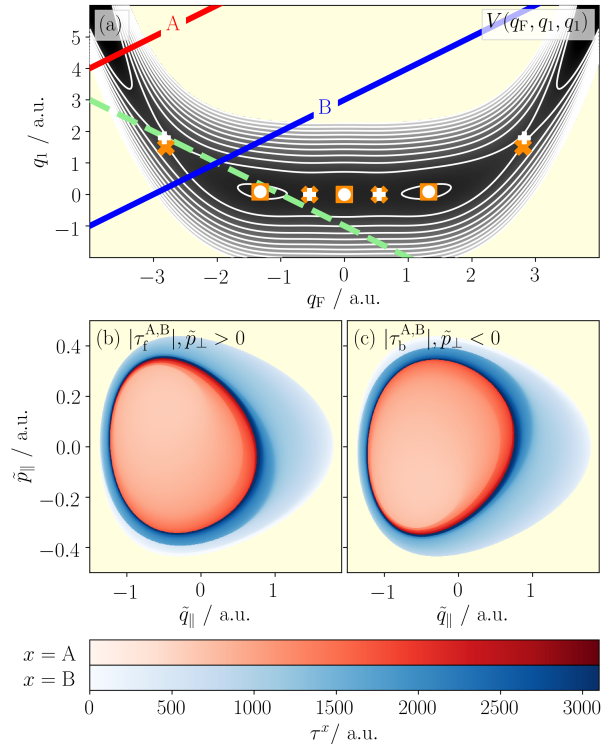 (a)
V(q_F, q_1, q_1)
A
B
q_1 / a.u.
5
4
3
2
1
0
−1
−3
−2
−1
0
1
2
3
q_F / a.u.
(b) |τ_f^{A,B}|, p̃_⊥ > 0
(c) |τ_b^{A,B}|, p̃_⊥ < 0
p̃_∥ / a.u.
0.4
0.2
0.0
−0.2
−0.4
−1
0
1
−1
0
1
q̃_∥ / a.u.
q̃_∥ / a.u.
x = A
x = B
0
500
1000
1500
2000
2500
3000
τ^x / a.u.